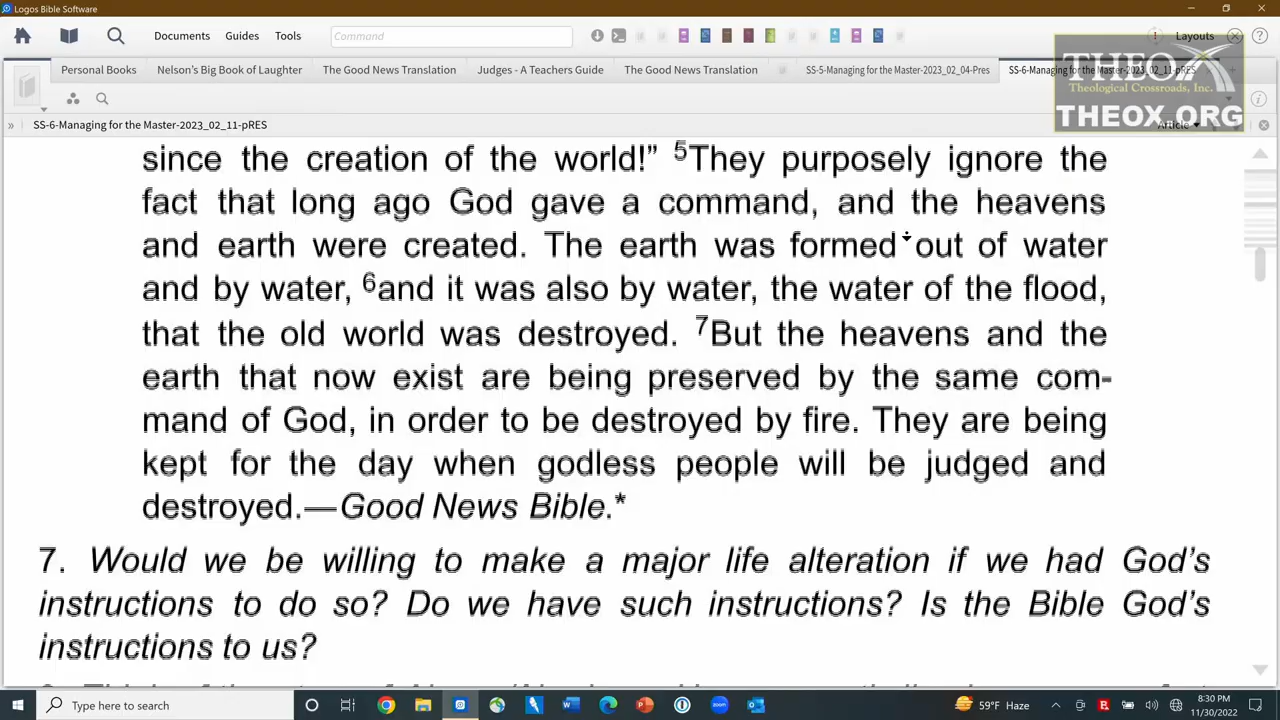 Logos Bible Software
Documents Guides Tools Command Layouts
Personal Books Nelson's Big Book of Laughter The Good News Translation SS-5-Managing for the Master-2023_02_04-Pres SS-6-Managing for the Master-2023_02_11-pRES
udges - A Teachers Guide
THEOX
Theological Crossroads, Inc.
THEOX.ORG
SS-6-Managing for the Master-2023_02_11-pRES
Article
since the creation of the world!” 5They purposely ignore the
fact that long ago God gave a command, and the heavens
and earth were created. The earth was formed out of water
and by water, 6and it was also by water, the water of the flood,
that the old world was destroyed. 7But the heavens and the
earth that now exist are being preserved by the same com-
mand of God, in order to be destroyed by fire. They are being
kept for the day when godless people will be judged and
destroyed.—Good News Bible.*
7. Would we be willing to make a major life alteration if we had God’s
instructions to do so? Do we have such instructions? Is the Bible God’s
instructions to us?
Type here to search
59°F Haze
8:30 PM
11/30/2022